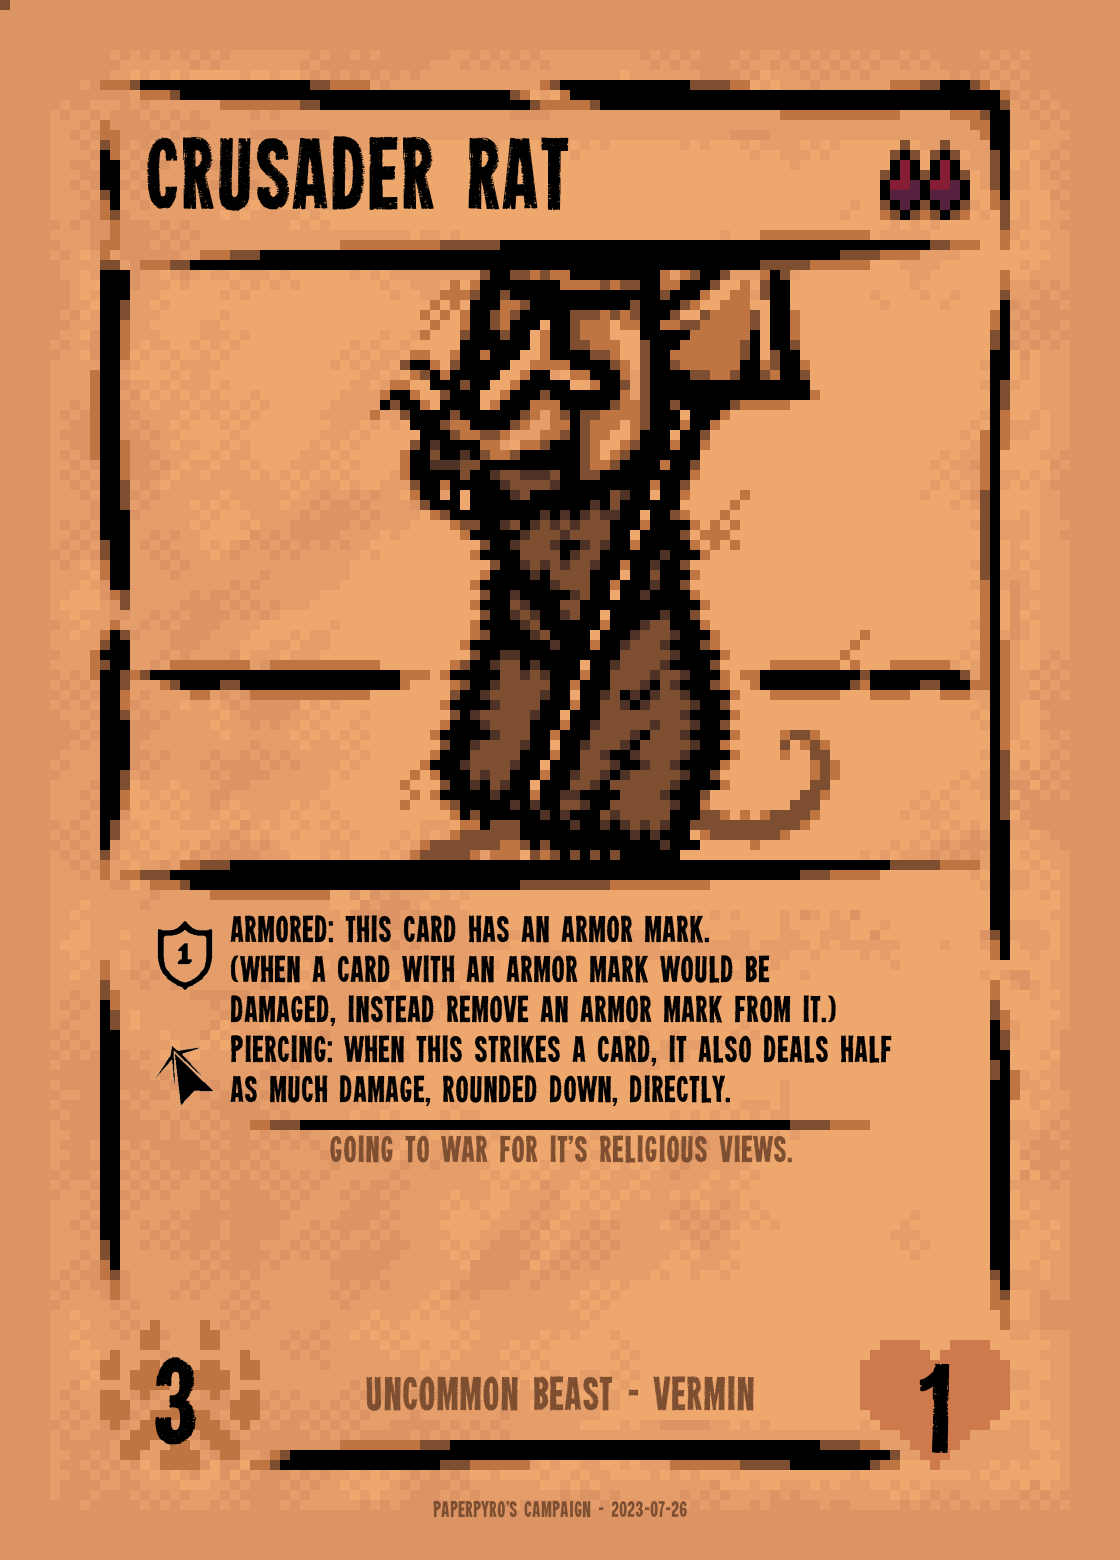 CRUSADER RAT
1
ARMORED: THIS CARD HAS AN ARMOR MARK.
(WHEN A CARD WITH AN ARMOR MARK WOULD BE
DAMAGED, INSTEAD REMOVE AN ARMOR MARK FROM IT.)
PIERCING: WHEN THIS STRIKES A CARD, IT ALSO DEALS HALF
AS MUCH DAMAGE, ROUNDED DOWN, DIRECTLY.
GOING TO WAR FOR IT'S RELIGIOUS VIEWS.
3
UNCOMMON BEAST - VERMIN
1
PAPERPYRO'S CAMPAIGN - 2023-07-26